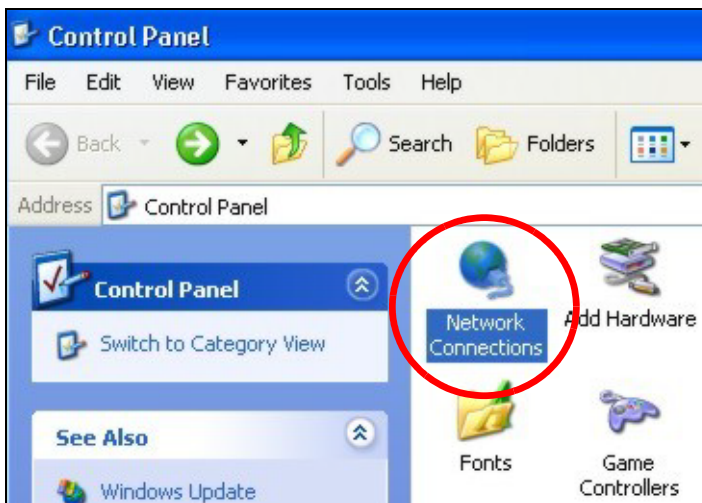 Control Panel
File Edit View Favorites Tools Help
Back Search Folders
Address Control Panel
Control Panel
Switch to Category View
See Also
Windows Update
Network
Connections
Add Hardware
Fonts
Game
Controllers